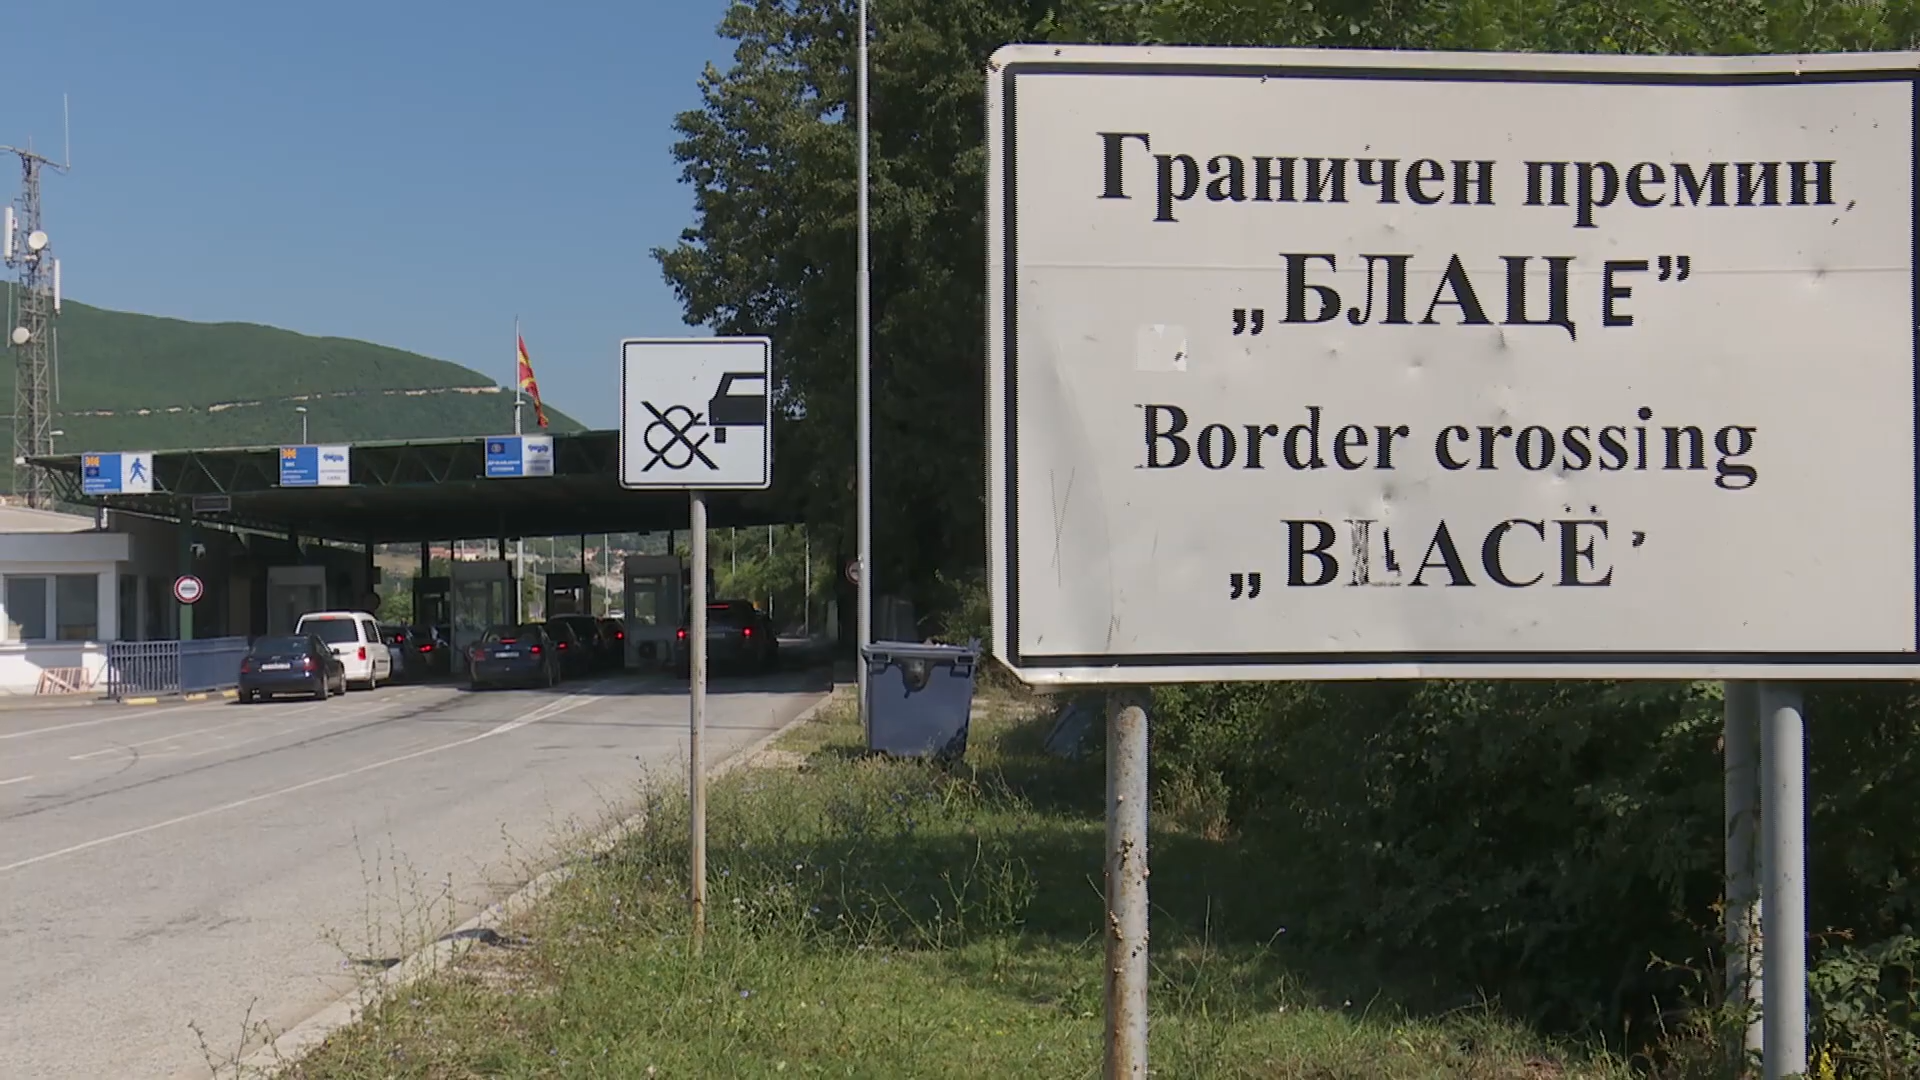 Граничен премин
„БЛАЦЕ”
Border crossing
„BLACË’